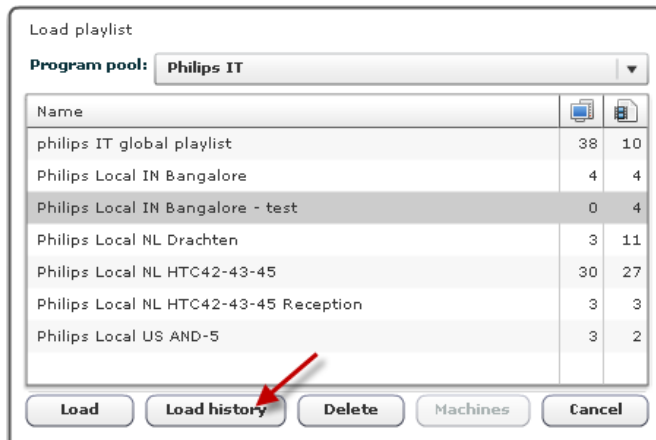 Load playlist
Program pool: Philips IT
Name
philips IT global playlist 38 10
Philips Local IN Bangalore 4 4
Philips Local IN Bangalore - test 0 4
Philips Local NL Drachten 3 11
Philips Local NL HTC42-43-45 30 27
Philips Local NL HTC42-43-45 Reception 3 3
Philips Local US AND-5 3 2
Load Load history Delete Machines Cancel